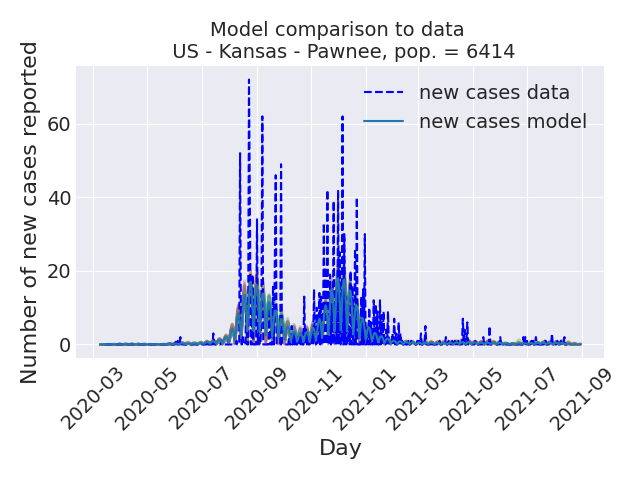 Model comparison to data
US - Kansas - Pawnee, pop. = 6414
Number of new cases reported
60
40
20
0
new cases data
new cases model
2020-03
2020-05
2020-07
2020-09
2020-11
2021-01
2021-03
2021-05
2021-07
2021-09
Day